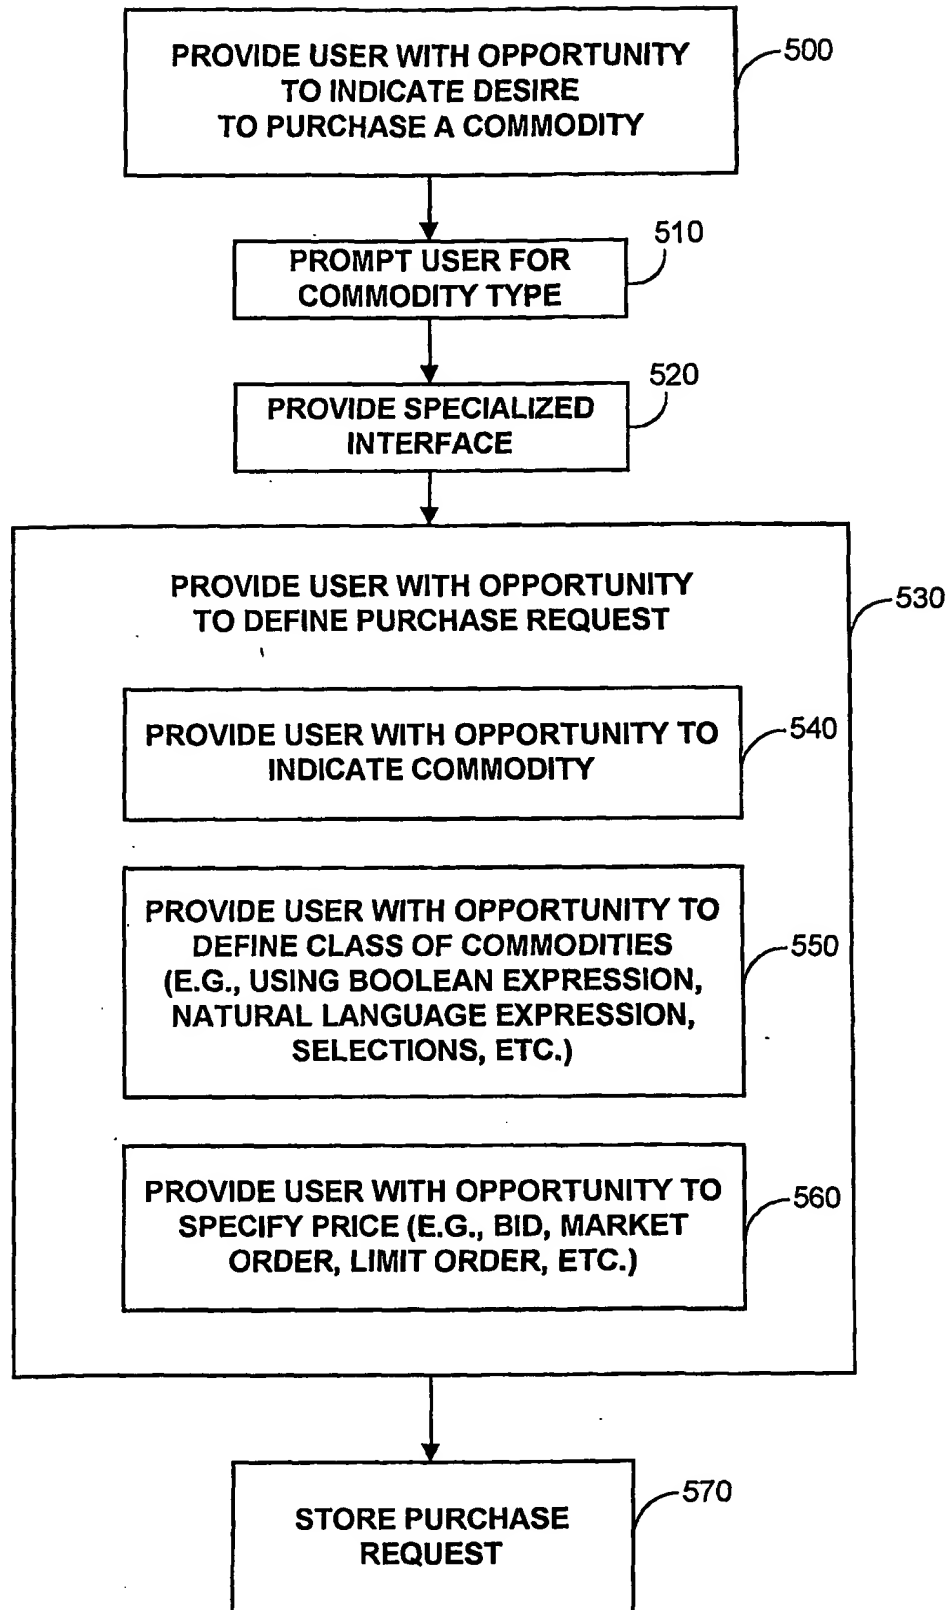 PROVIDE USER WITH OPPORTUNITY
TO INDICATE DESIRE
TO PURCHASE A COMMODITY
500
PROMPT USER FOR
COMMODITY TYPE
510
PROVIDE SPECIALIZED
INTERFACE
520
PROVIDE USER WITH OPPORTUNITY
TO DEFINE PURCHASE REQUEST
530
PROVIDE USER WITH OPPORTUNITY TO
INDICATE COMMODITY
540
PROVIDE USER WITH OPPORTUNITY TO
DEFINE CLASS OF COMMODITIES
(E.G., USING BOOLEAN EXPRESSION,
NATURAL LANGUAGE EXPRESSION,
SELECTIONS, ETC.)
550
PROVIDE USER WITH OPPORTUNITY TO
SPECIFY PRICE (E.G., BID, MARKET
ORDER, LIMIT ORDER, ETC.)
560
STORE PURCHASE
REQUEST
570